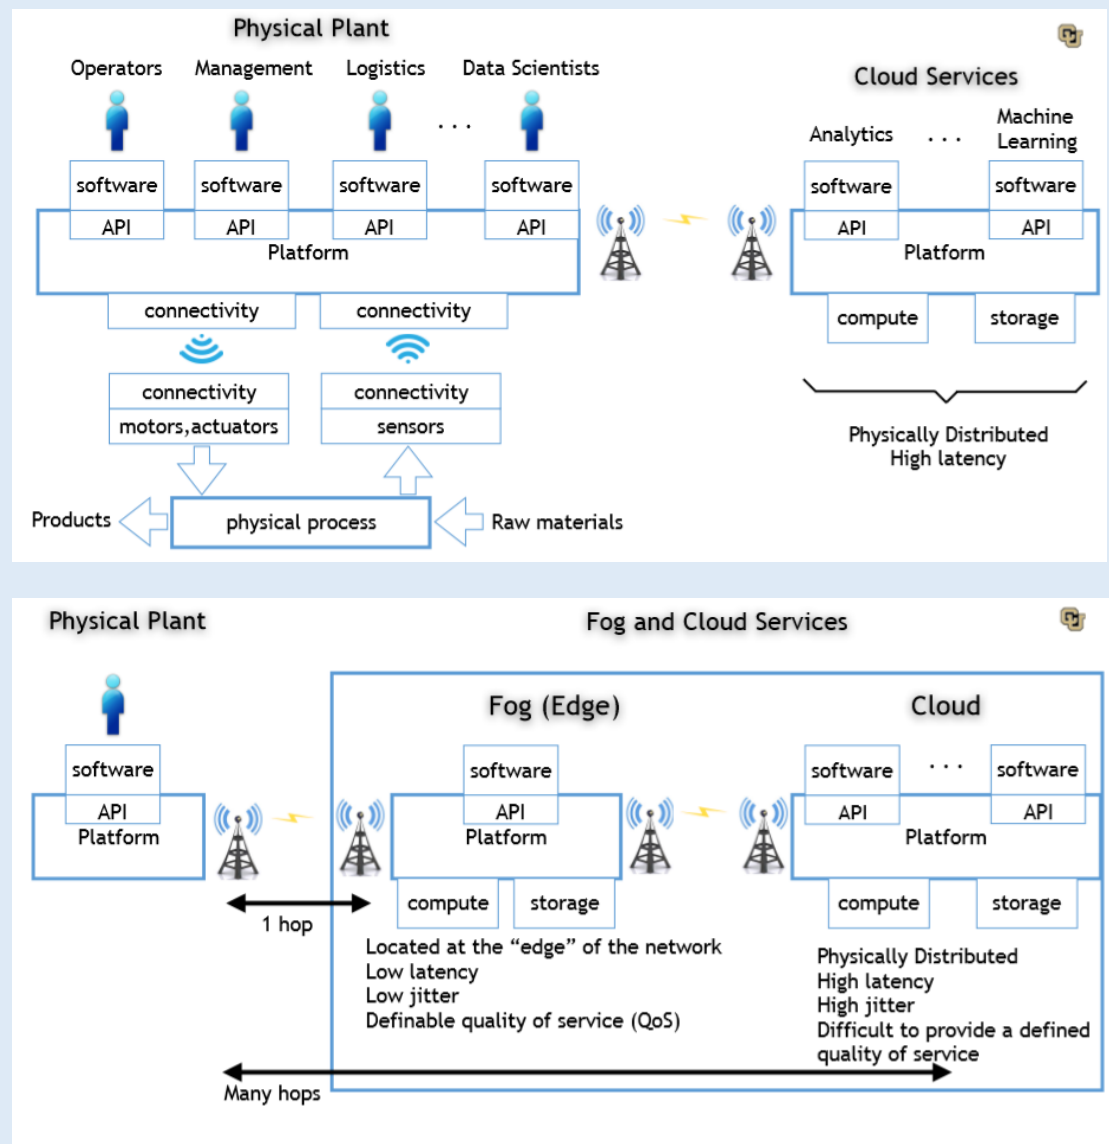 Physical Plant
Operators Management Logistics Data Scientists
. . .
software software software software
API API API API
Platform
connectivity connectivity
connectivity connectivity
motors,actuators sensors
Products physical process Raw materials
Cloud Services
Analytics . . . Machine
Learning
software software
API API
Platform
compute storage
Physically Distributed
High latency
CU
Physical Plant
software
API
Platform
Fog and Cloud Services
CU
Fog (Edge)
software
API
Platform
compute storage
Located at the “edge” of the network
Low latency
Low jitter
Definable quality of service (QoS)
Cloud
software . . . software
API API
Platform
compute storage
Physically Distributed
High latency
High jitter
Difficult to provide a defined
quality of service
1 hop
Many hops